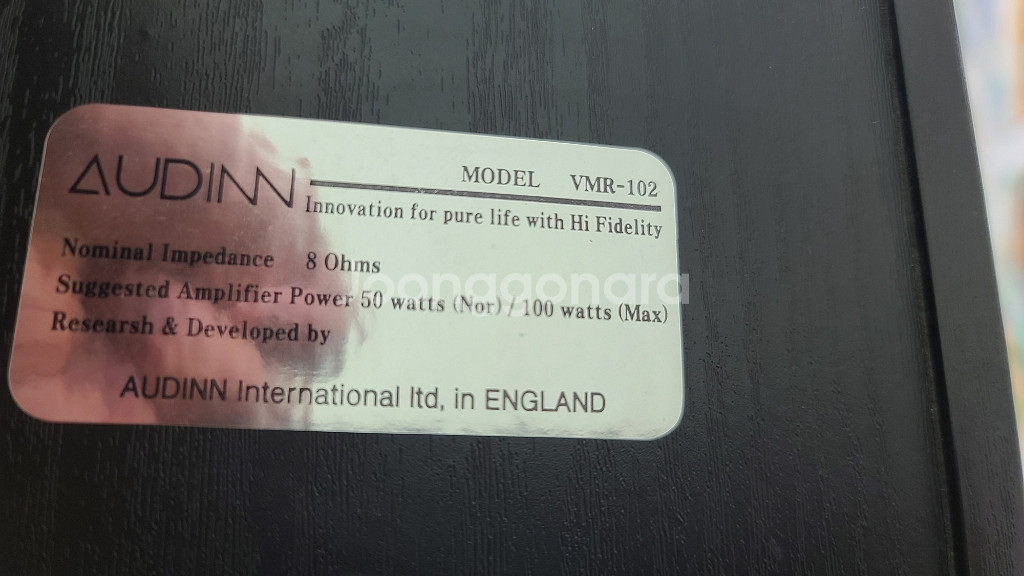 AUDINN MODEL VMR-102
Innovation for pure life with Hi Fidelity
Nominal Impedance 8 Ohms
joonggonara
Suggested Amplifier Power 50 watts (Nor) / 100 watts (Max)
Researsh & Developed by
AUDINN International ltd, in ENGLAND